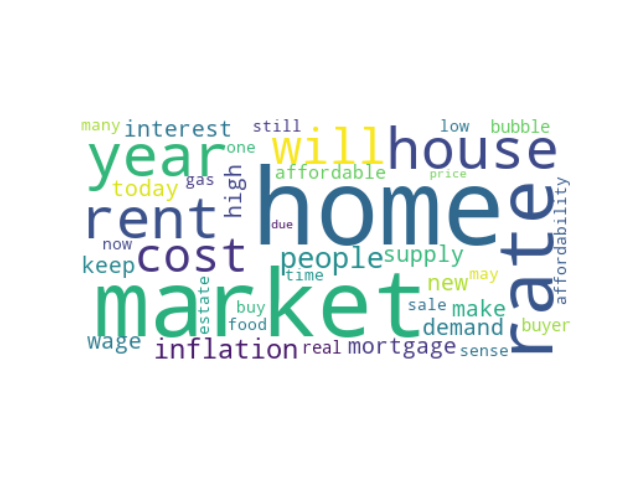 many interest still low bubble
year one will house
today gas high affordable price
rent home rate affordability
now cost due
keep people supply
time new may
market estate buy sale make
food demand buyer
wage inflation real mortgage sense